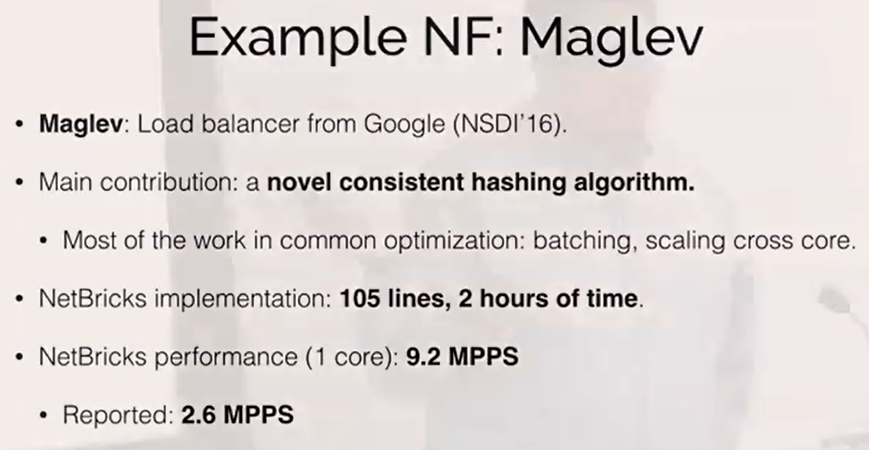 Example NF: Maglev
• Maglev: Load balancer from Google (NSDI'16).
• Main contribution: a novel consistent hashing algorithm.
• Most of the work in common optimization: batching, scaling cross core.
• NetBricks implementation: 105 lines, 2 hours of time.
• NetBricks performance (1 core): 9.2 MPPS
• Reported: 2.6 MPPS